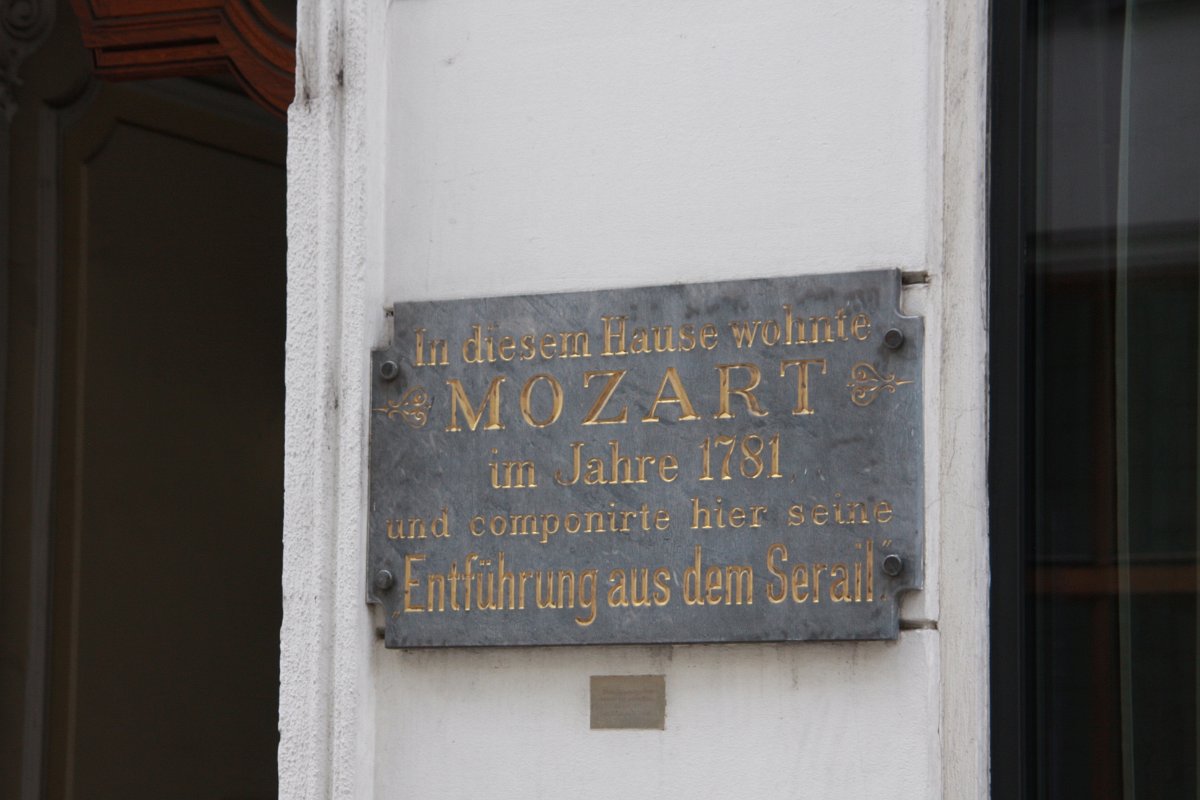 In diesem Hause wohnte
MOZART
im Jahre 1781
und componirte hier seine
„Entführung aus dem Serail”.